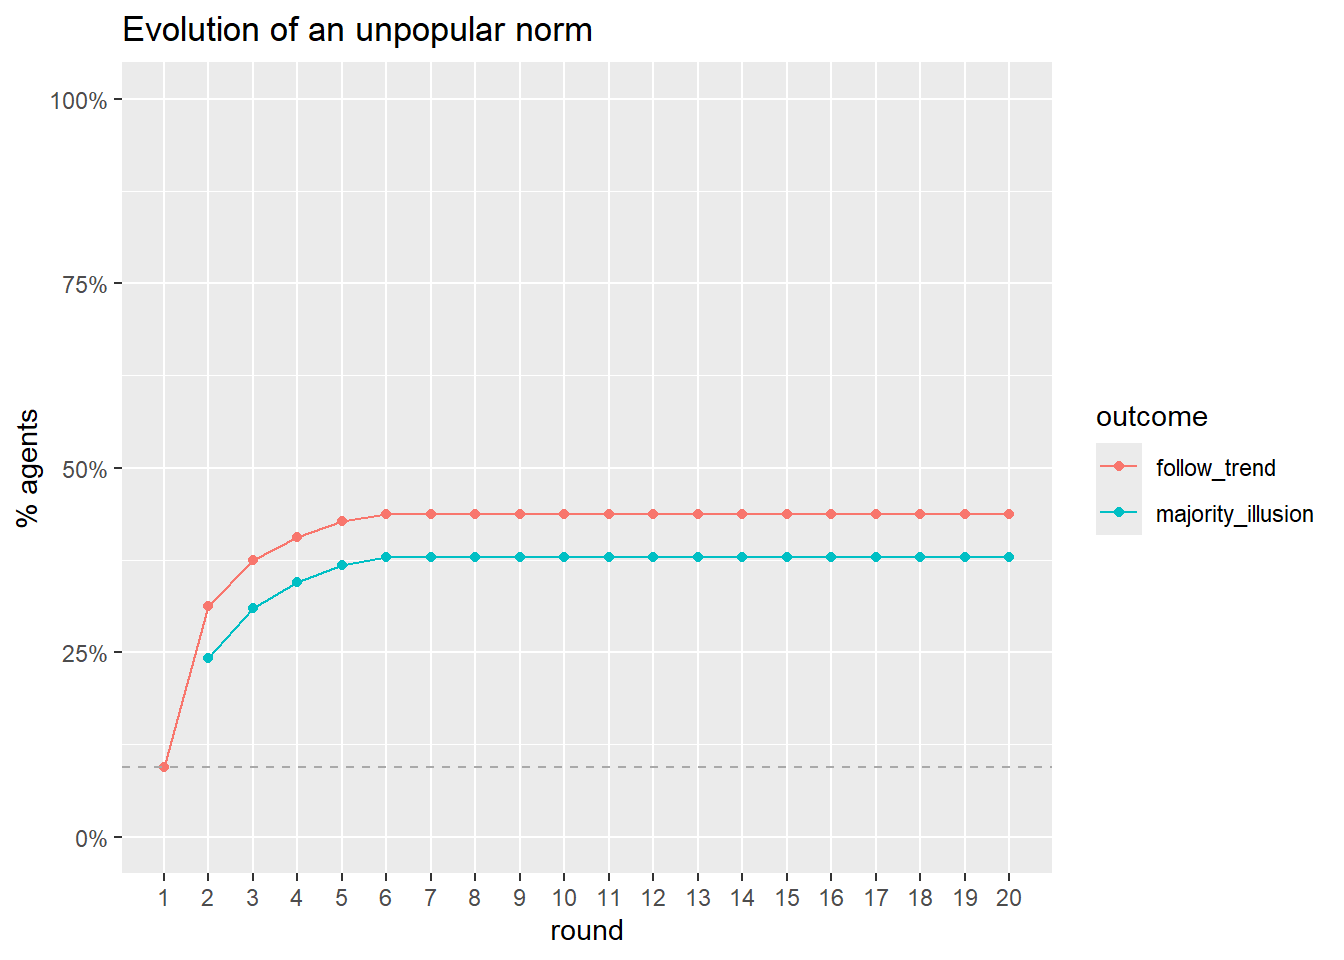 Evolution of an unpopular norm
100%
75%
50%
25%
0%
% agents
1 2 3 4 5 6 7 8 9 10 11 12 13 14 15 16 17 18 19 20
round
outcome
follow_trend
majority_illusion